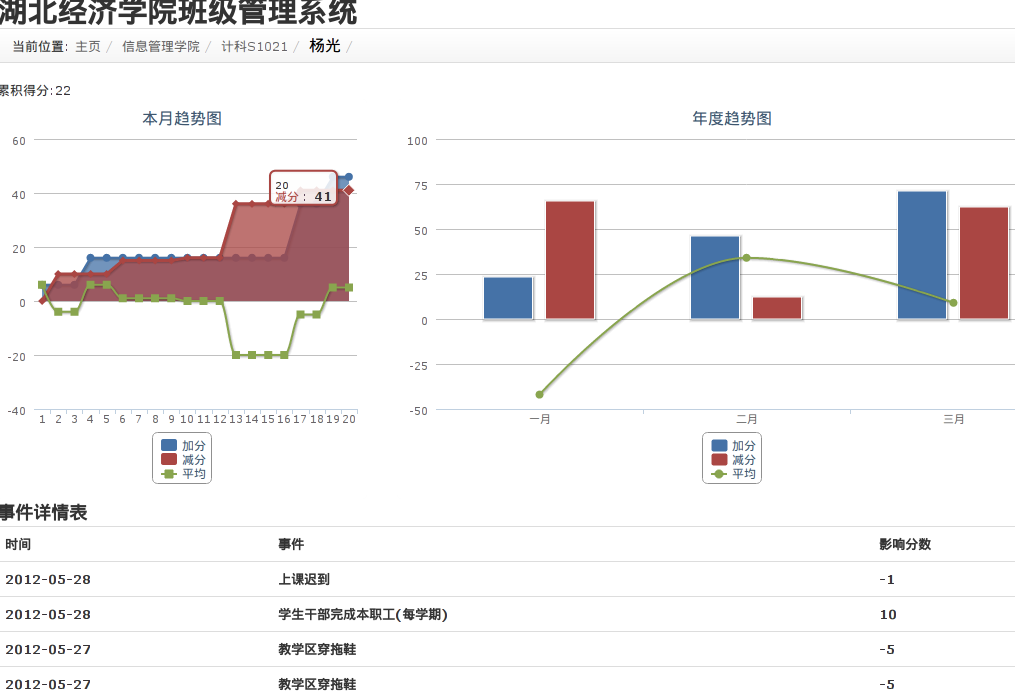 湖北经济学院班级管理系统
当前位置: 主页 / 信息管理学院 / 计科S1021 / 杨光 /
累积得分:22
本月趋势图
60
40
20
0
-20
-40
20
减分 : 41
1 2 3 4 5 6 7 8 9 10 11 12 13 14 15 16 17 18 19 20
加分
减分
平均
年度趋势图
100
75
50
25
0
-25
-50
一月 二月 三月
加分
减分
平均
事件详情表
时间 事件 影响分数
2012-05-28 上课迟到 -1
2012-05-28 学生干部完成本职工(每学期) 10
2012-05-27 教学区穿拖鞋 -5
2012-05-27 教学区穿拖鞋 -5